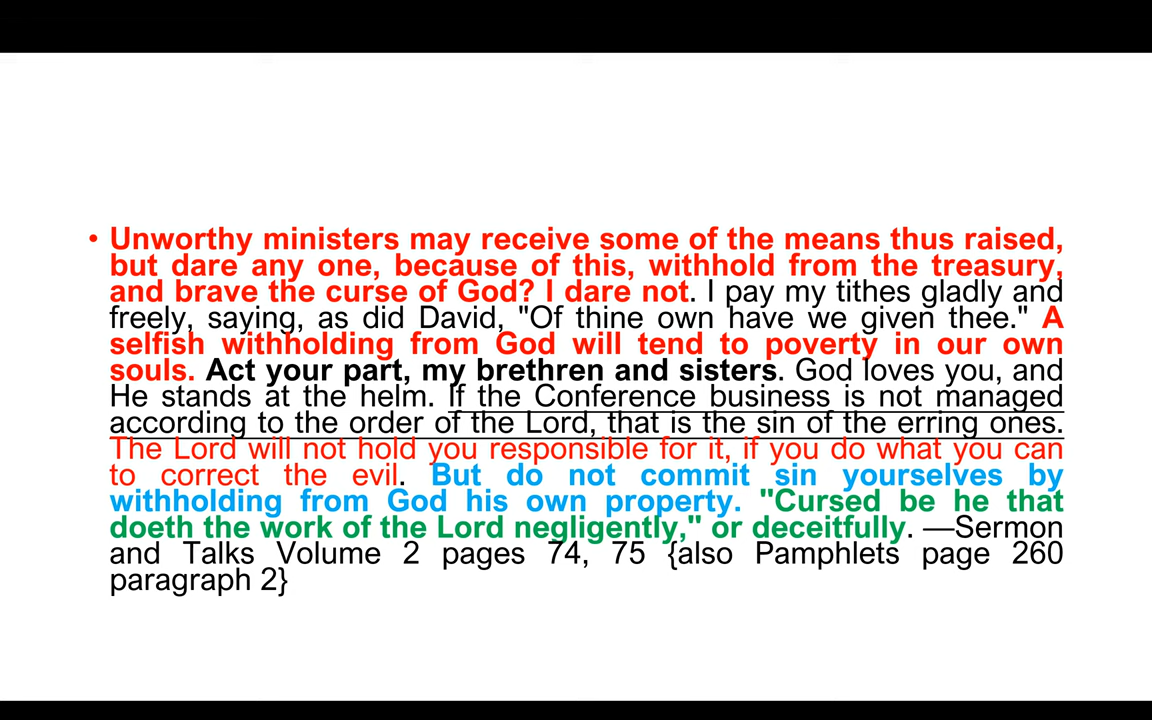 • Unworthy ministers may receive some of the means thus raised,
but dare any one, because of this, withhold from the treasury,
and brave the curse of God? I dare not. I pay my tithes gladly and
freely, saying, as did David, "Of thine own have we given thee." A
selfish withholding from God will tend to poverty in our own
souls. Act your part, my brethren and sisters. God loves you, and
He stands at the helm. If the Conference business is not managed
according to the order of the Lord, that is the sin of the erring ones.
The Lord will not hold you responsible for it, if you do what you can
to correct the evil. But do not commit sin yourselves by
withholding from God his own property. "Cursed be he that
doeth the work of the Lord negligently," or deceitfully. —Sermon
and Talks Volume 2 pages 74, 75 {also Pamphlets page 260
paragraph 2}